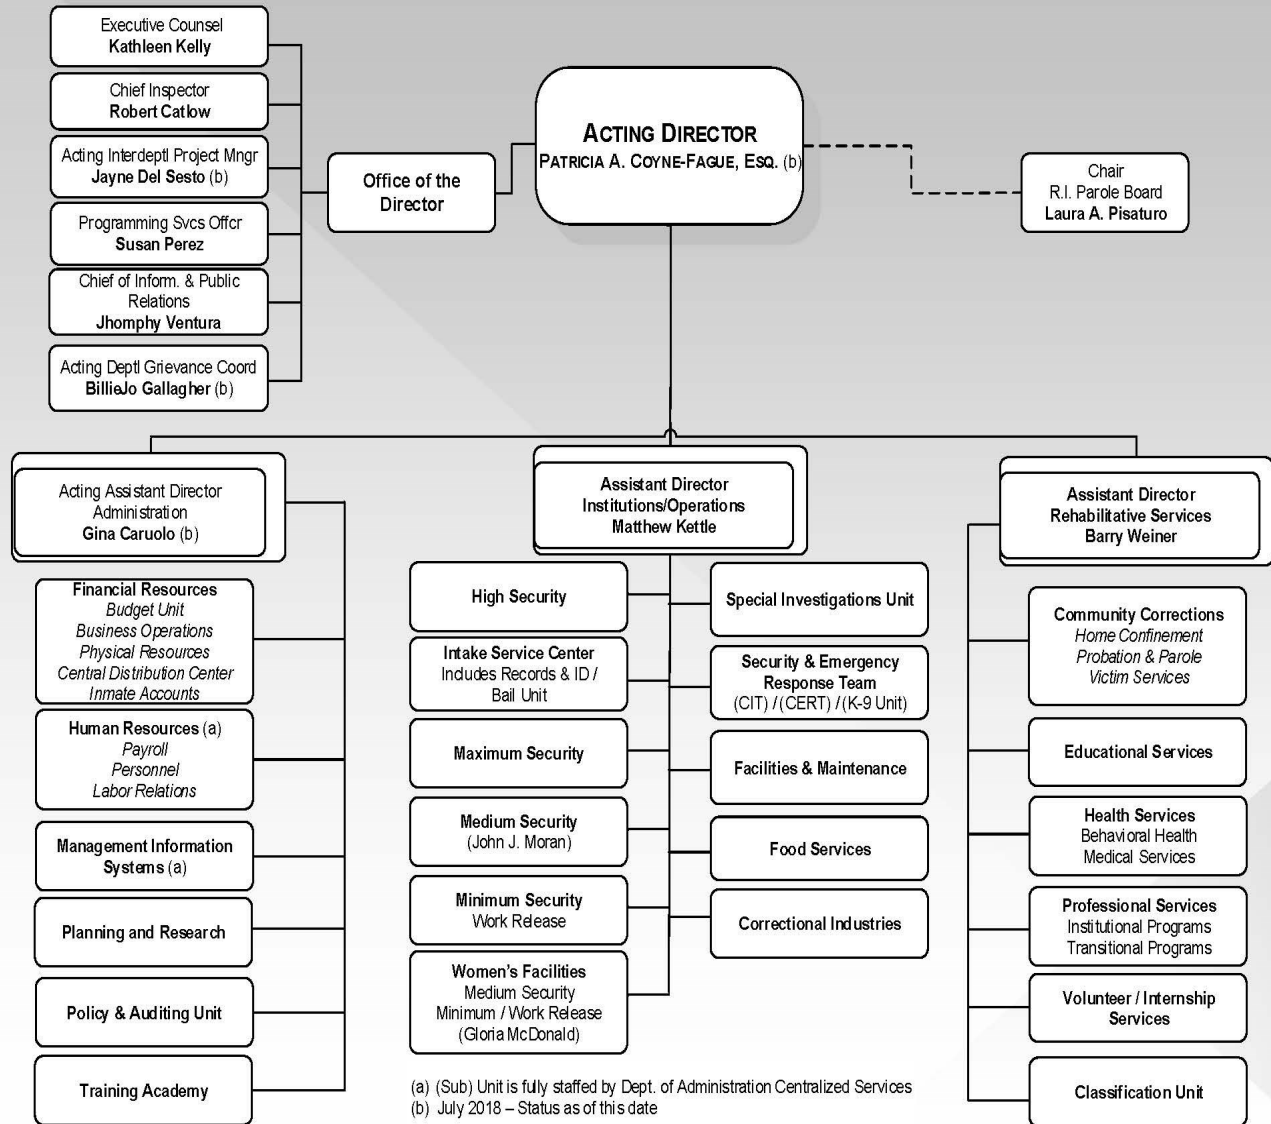 Executive Counsel
Kathleen Kelly
Chief Inspector
Robert Catlow
Acting Interdeptl Project Mngr
Jayne Del Sesto (b)
Programming Svcs Offcr
Susan Perez
Chief of Inform. & Public
Relations
Jhomphy Ventura
Acting Deptl Grievance Coord
BillieJo Gallagher (b)
Office of the
Director
ACTING DIRECTOR
PATRICIA A. COYNE-FAGUE, ESQ. (b)
Chair
R.I. Parole Board
Laura A. Pisaturo
Acting Assistant Director
Administration
Gina Caruolo (b)
Financial Resources
Budget Unit
Business Operations
Physical Resources
Central Distribution Center
Inmate Accounts
Human Resources (a)
Payroll
Personnel
Labor Relations
Management Information
Systems (a)
Planning and Research
Policy & Auditing Unit
Training Academy
Assistant Director
Institutions/Operations
Matthew Kettle
High Security
Intake Service Center
Includes Records & ID /
Bail Unit
Maximum Security
Medium Security
(John J. Moran)
Minimum Security
Work Release
Women's Facilities
Medium Security
Minimum / Work Release
(Gloria McDonald)
Special Investigations Unit
Security & Emergency
Response Team
(CIT) / (CERT) / (K-9 Unit)
Facilities & Maintenance
Food Services
Correctional Industries
Assistant Director
Rehabilitative Services
Barry Weiner
Community Corrections
Home Confinement
Probation & Parole
Victim Services
Educational Services
Health Services
Behavioral Health
Medical Services
Professional Services
Institutional Programs
Transitional Programs
Volunteer / Internship
Services
Classification Unit
(a) (Sub) Unit is fully staffed by Dept. of Administration Centralized Services
(b) July 2018 – Status as of this date